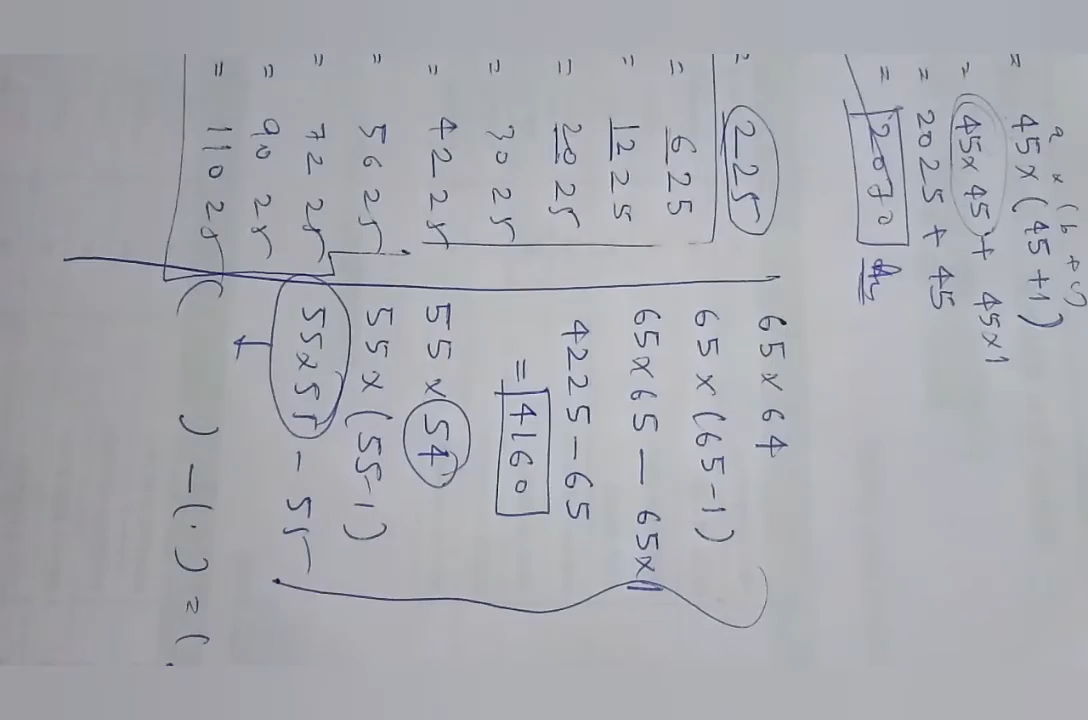 a × (b + c)
= 45 × (45 + 1)
= 45 × 45 + 45 × 1
= 2025 + 45
= 2070 Ans
= 225
= 625
= 1225
= 2025
= 3025
= 4225
= 5625
= 7225
= 9025
= 11025
65 × 64
65 × (65 - 1)
65 × 65 — 65 × 1
4225 - 65
= 4160
55 × 54
55 × (55 - 1)
55 × 55 - 55
( ) - ( ) = (